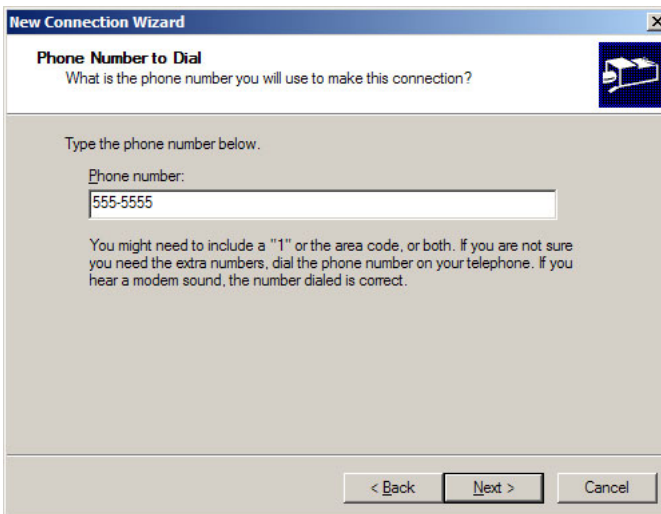 New Connection Wizard
Phone Number to Dial
What is the phone number you will use to make this connection?
Type the phone number below.
Phone number:
555-5555
You might need to include a "1" or the area code, or both. If you are not sure
you need the extra numbers, dial the phone number on your telephone. If you
hear a modem sound, the number dialed is correct.
< Back Next > Cancel